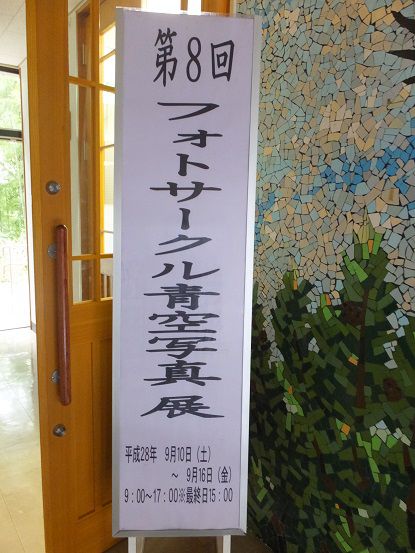 第8回
フォトサークル青空写真展
平成28年 9月10日（土）
～ 9月16日（金）
9：00～17：00※最終日15：00